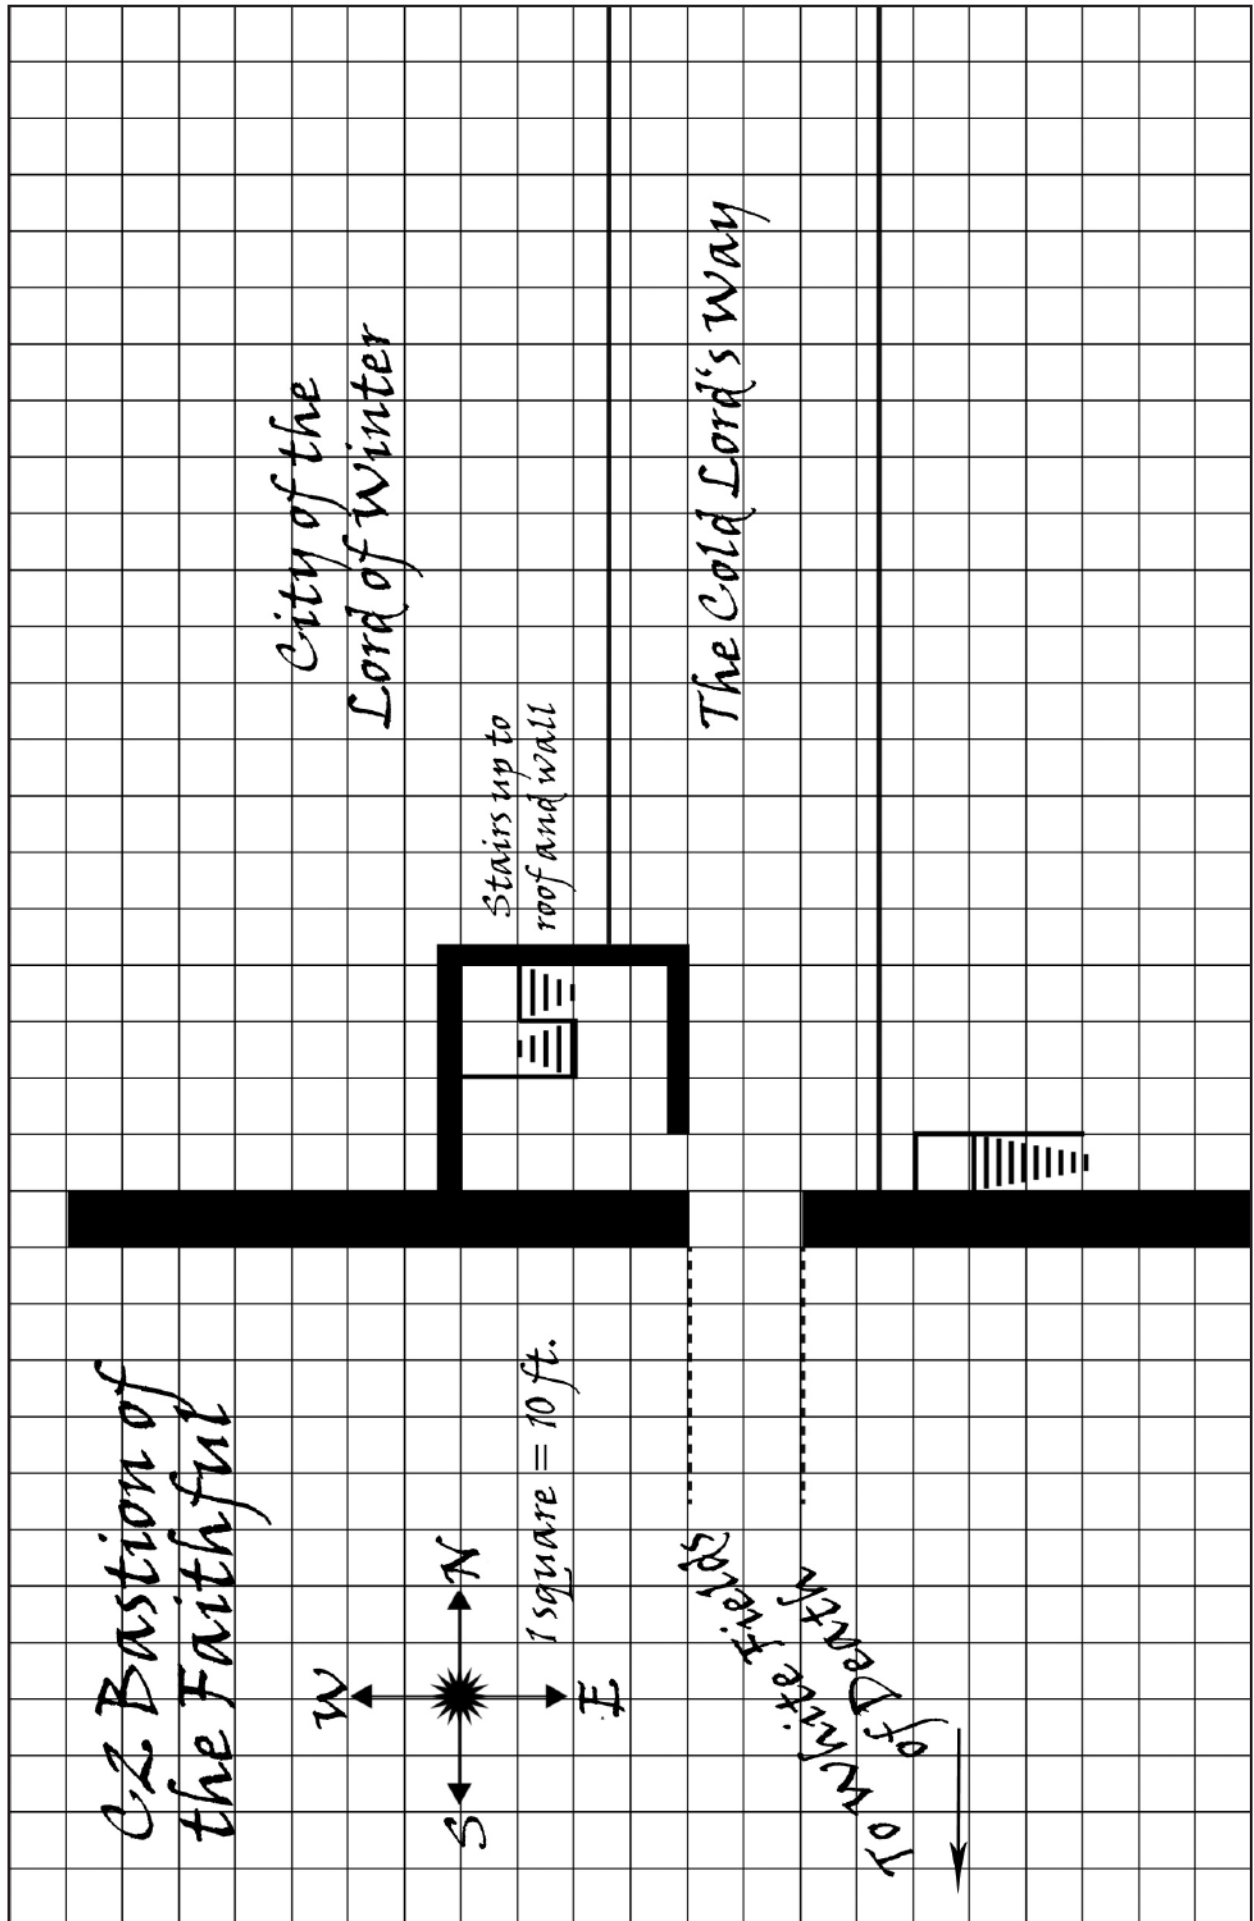 C2 Bastion of
the Faithful
W
S
N
E
1 square = 10 ft.
City of the
Lord of Winter
Stairs up to
roof and wall
The Cold Lord's Way
To White Fields
of Death